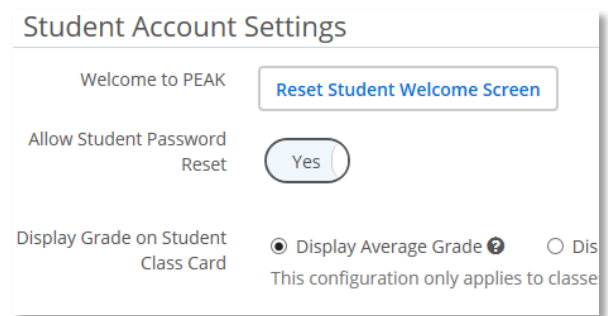 Student Account Settings
Welcome to PEAK
Reset Student Welcome Screen
Allow Student Password
Reset
Yes
Display Grade on Student
Class Card
Display Average Grade
This configuration only applies to